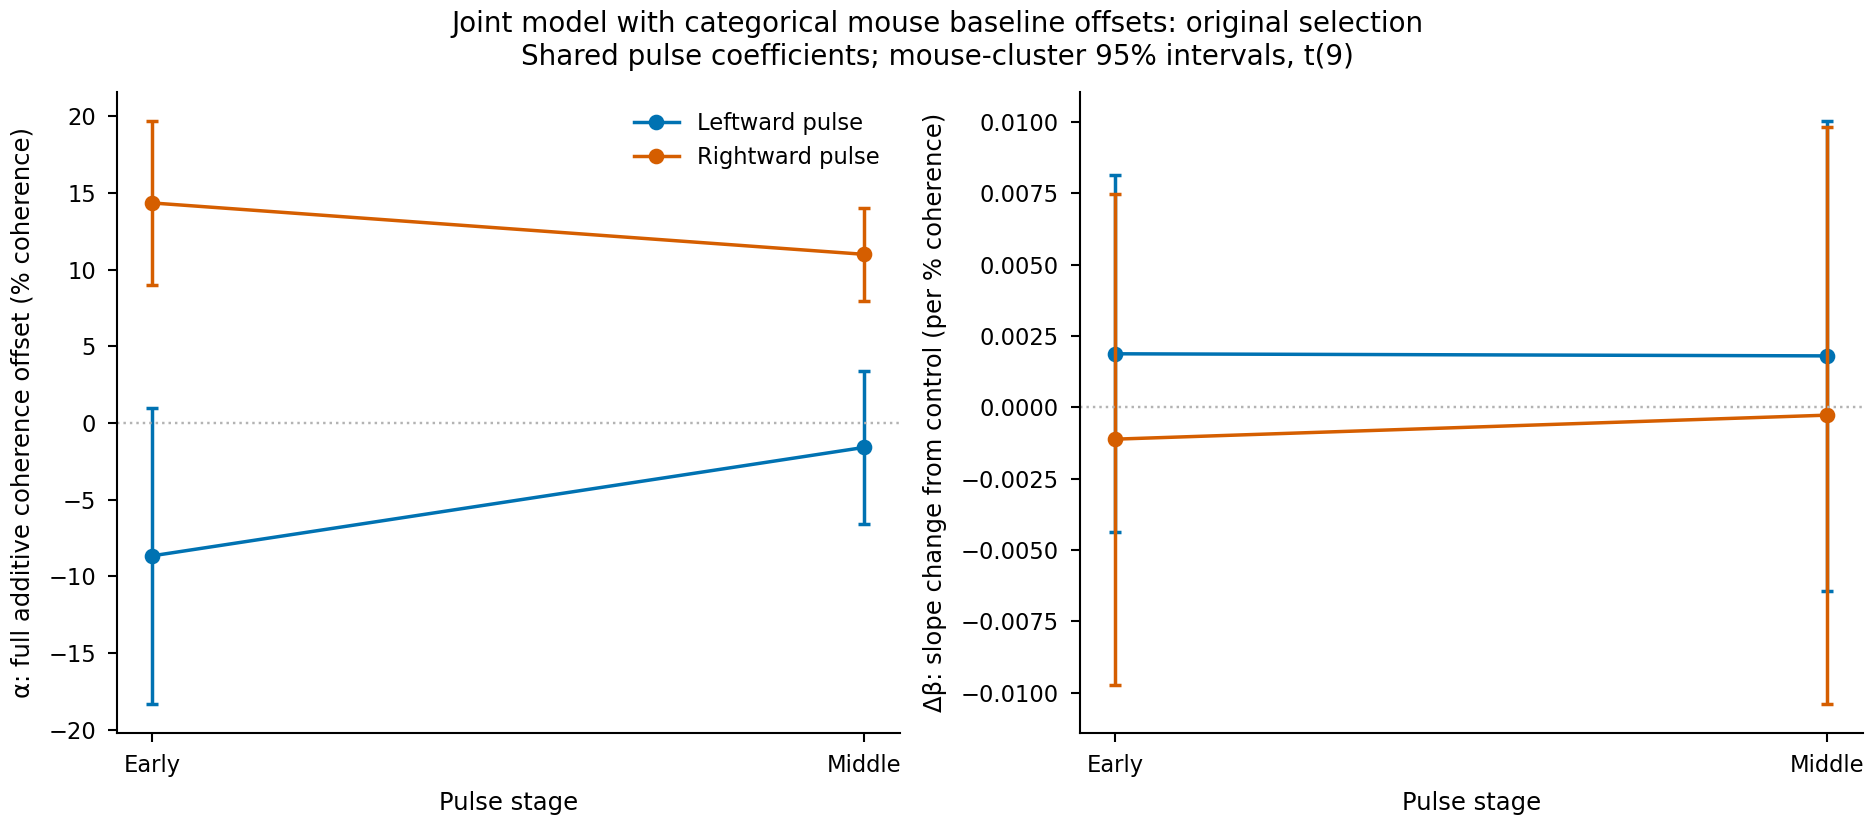 Joint model with categorical mouse baseline offsets: original selection
Shared pulse coefficients; mouse-cluster 95% intervals, t(9)
α: full additive coherence offset (% coherence)
20
15
10
5
0
−5
−10
−15
−20
Leftward pulse
Rightward pulse
Early
Middle
Pulse stage
Δβ: slope change from control (per % coherence)
0.0100
0.0075
0.0050
0.0025
0.0000
−0.0025
−0.0050
−0.0075
−0.0100
Early
Middle
Pulse stage